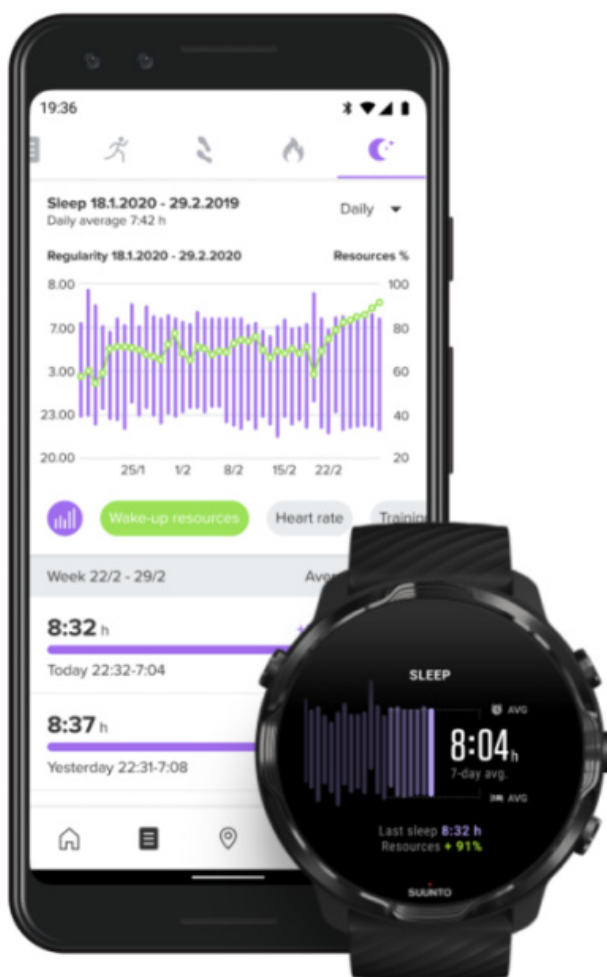 19:36
Sleep 18.1.2020 - 29.2.2019
Daily average 7:42 h
Daily
Regularity 18.1.2020 - 29.2.2020
Resources %
8.00
7.00
3.00
23.00
20.00
100
80
60
40
20
25/1
1/2
8/2
15/2
22/2
Wake-up resources
Heart rate
Training
Week 22/2 - 29/2
Aver
8:32 h
+
Today 22:32-7:04
8:37 h
Yesterday 22:31-7:08
SLEEP
AVG
8:04 h
7-day avg.
AVG
Last sleep 8:32 h
Resources + 91%
SUUNTO